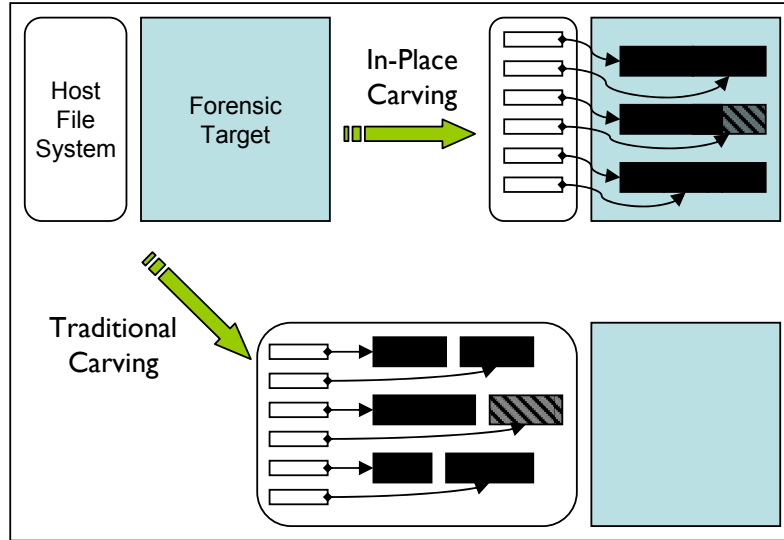 Host
File
System
Forensic
Target
In-Place
Carving
Traditional
Carving